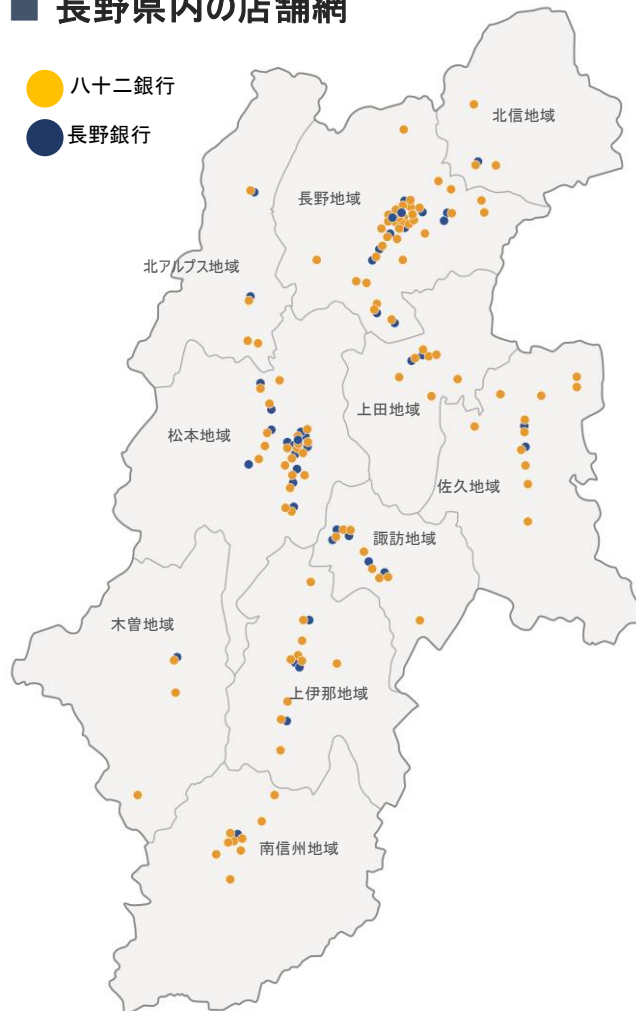 長野県内の店舗網
八十二銀行
長野銀行
北信地域
長野地域
北アルプス地域
上田地域
松本地域
佐久地域
諏訪地域
木曽地域
上伊那地域
南信州地域